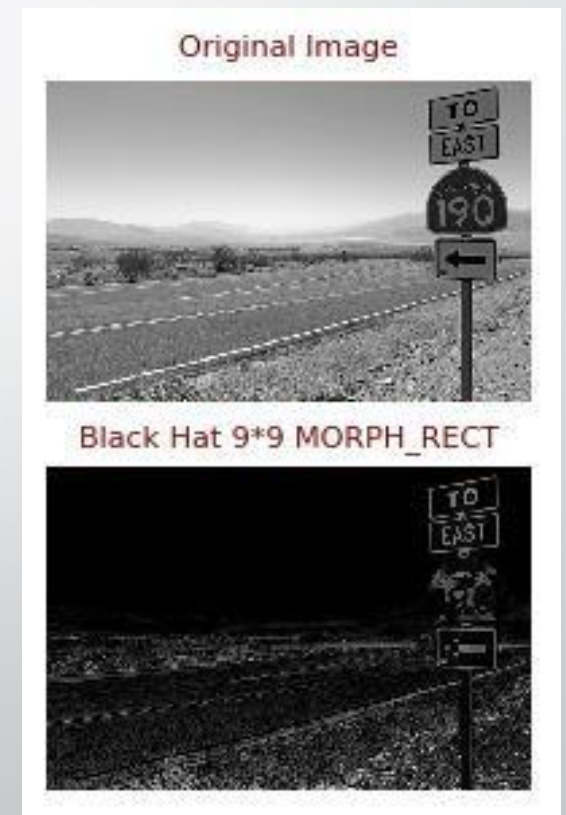 Original Image
TO
EAST
190
Black Hat 9*9 MORPH_RECT
TO
EAST